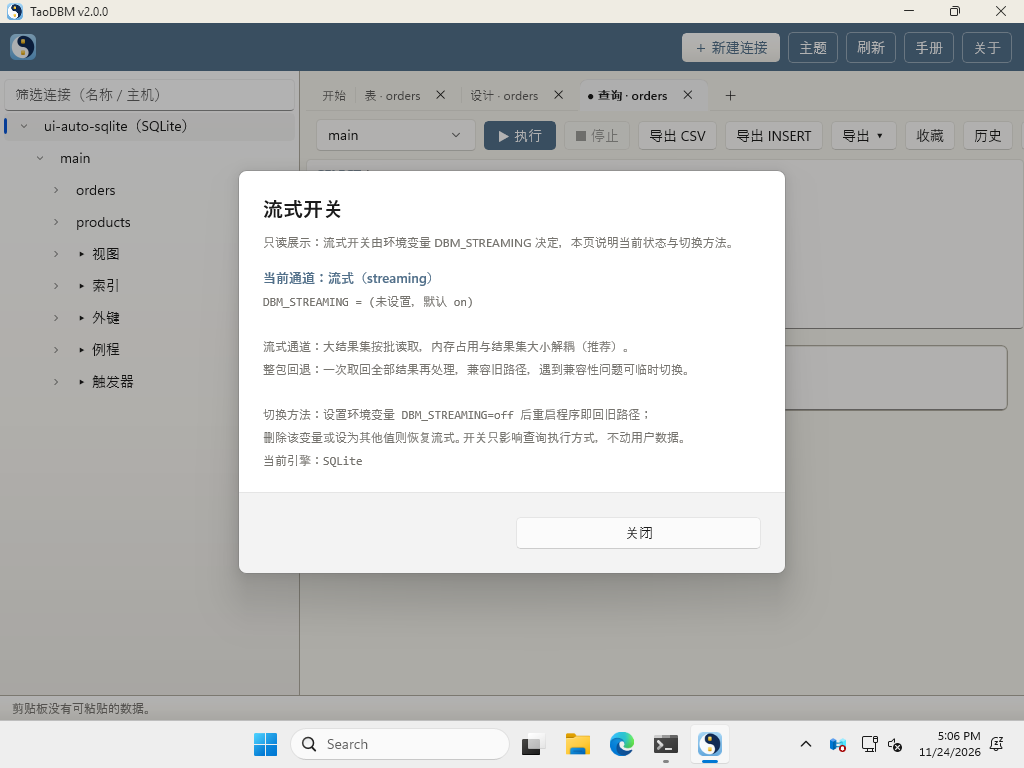 TaoDBM v2.0.0
+ 新建连接
主题
刷新
手册
关于
筛选连接（名称 / 主机）
开始
表 · orders
设计 · orders
● 查询 · orders
ui-auto-sqlite（SQLite）
main
执行
停止
导出 CSV
导出 INSERT
导出
收藏
历史
main
orders
products
视图
索引
外键
例程
触发器
流式开关
只读展示：流式开关由环境变量 DBM_STREAMING 决定，本页说明当前状态与切换方法。
当前通道：流式（streaming）
DBM_STREAMING = (未设置，默认 on)
流式通道：大结果集按批读取，内存占用与结果集大小解耦（推荐）。
整包回退：一次取回全部结果再处理，兼容旧路径，遇到兼容性问题可临时切换。
切换方法：设置环境变量 DBM_STREAMING=off 后重启程序即回旧路径；
删除该变量或设为其他值则恢复流式。开关只影响查询执行方式，不动用户数据。
当前引擎：SQLite
关闭
剪贴板没有可粘贴的数据。
Search
5:06 PM
11/24/2026